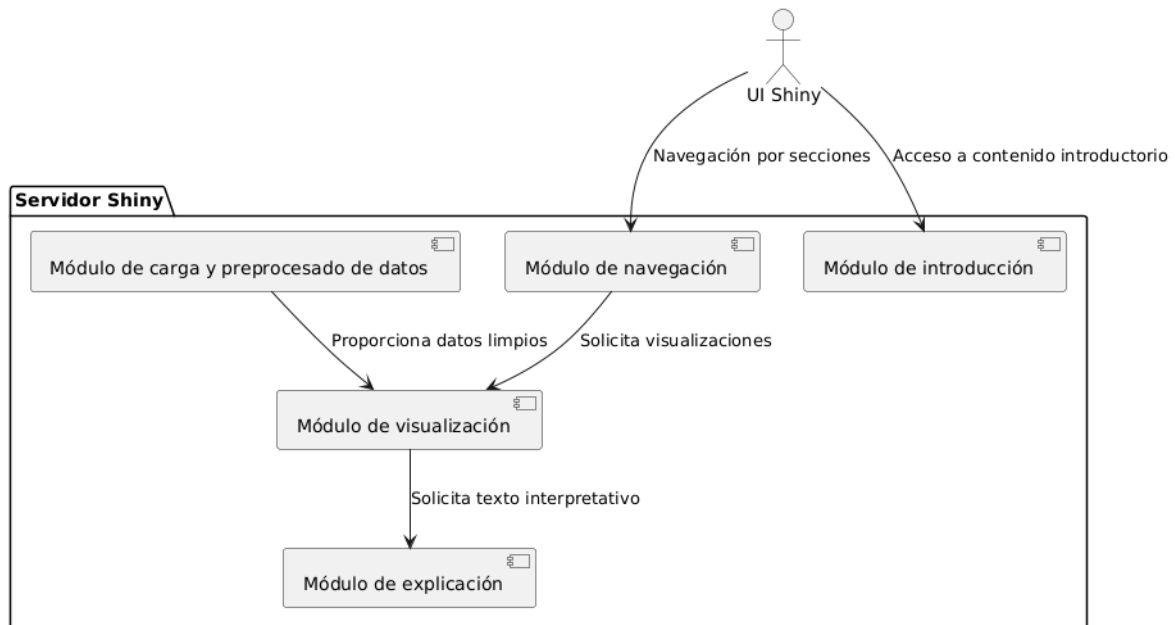 UI Shiny
Navegación por secciones
Acceso a contenido introductorio
Servidor Shiny
Módulo de carga y preprocesado de datos
Módulo de navegación
Módulo de introducción
Proporciona datos limpios
Solicita visualizaciones
Módulo de visualización
Solicita texto interpretativo
Módulo de explicación